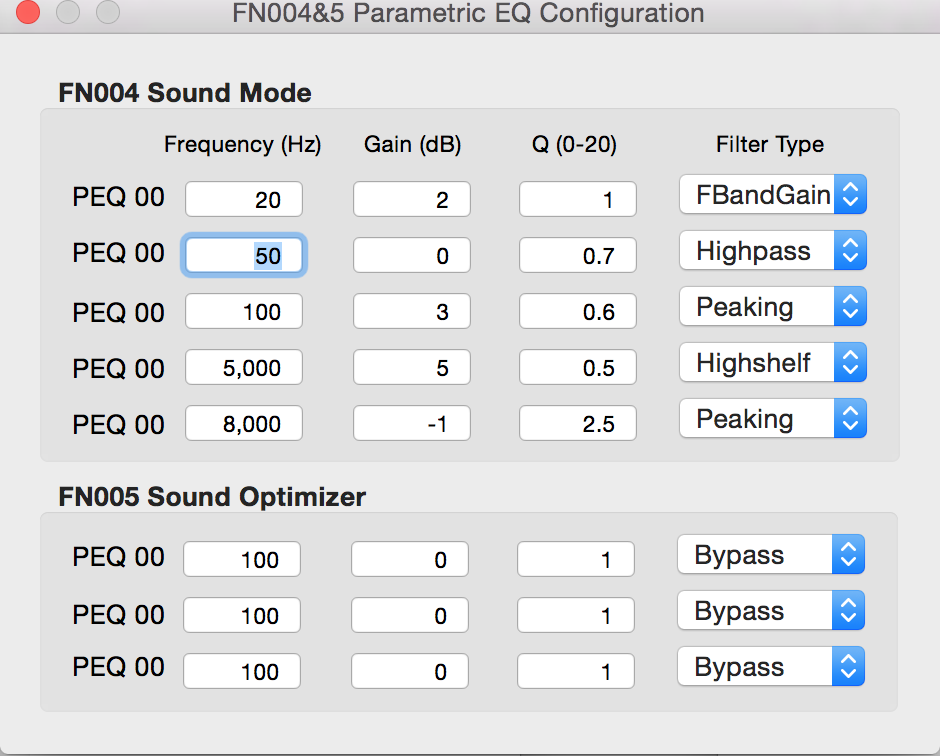 FN004&5 Parametric EQ Configuration
FN004 Sound Mode
Frequency (Hz) Gain (dB) Q (0-20) Filter Type
PEQ 00 20 2 1 FBandGain
PEQ 00 50 0 0.7 Highpass
PEQ 00 100 3 0.6 Peaking
PEQ 00 5,000 5 0.5 Highshelf
PEQ 00 8,000 -1 2.5 Peaking
FN005 Sound Optimizer
PEQ 00 100 0 1 Bypass
PEQ 00 100 0 1 Bypass
PEQ 00 100 0 1 Bypass